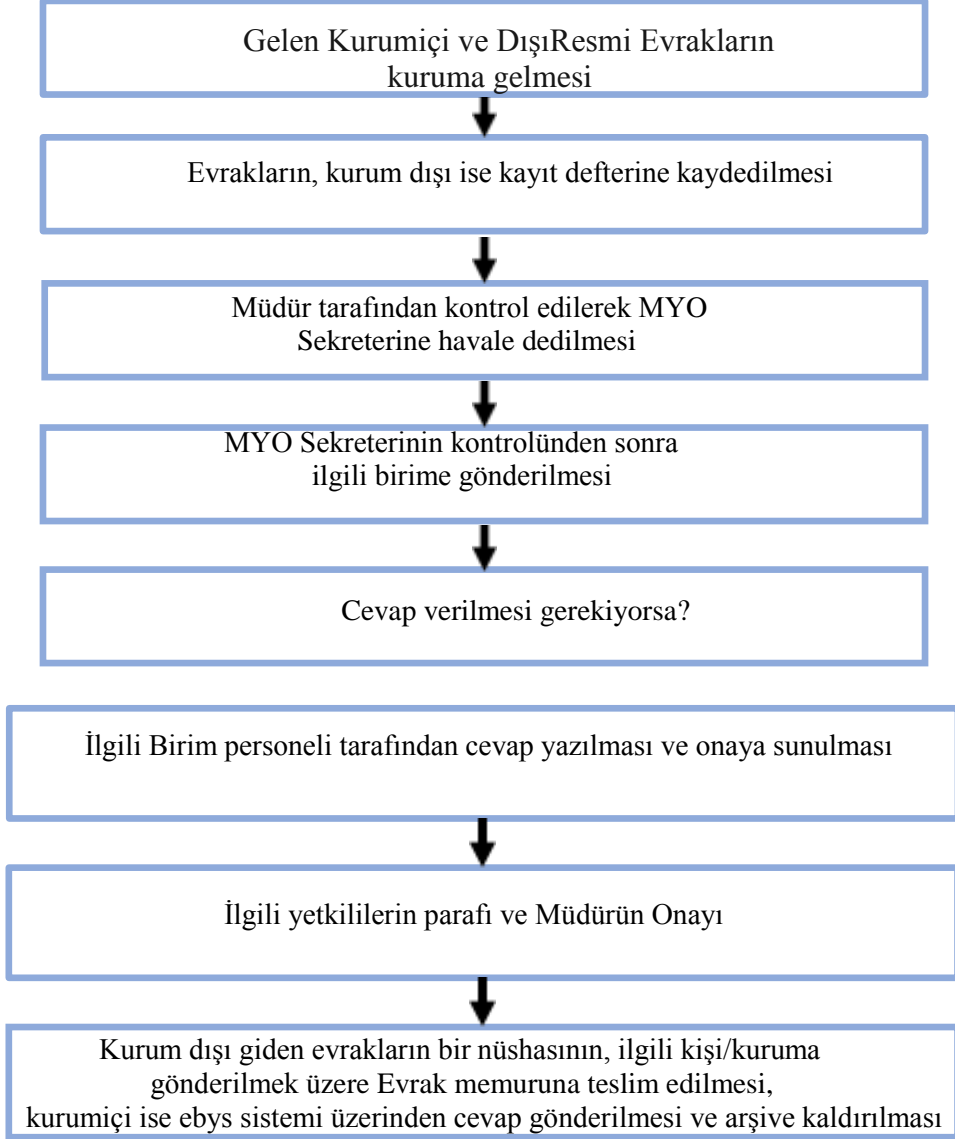 Gelen Kurumiçi ve DışıResmi Evrakların
kuruma gelmesi
Evrakların, kurum dışı ise kayıt defterine kaydedilmesi
Müdür tarafından kontrol edilerek MYO
Sekreterine havale dedilmesi
MYO Sekreterinin kontrolünden sonra
ilgili birime gönderilmesi
Cevap verilmesi gerekiyorsa?
İlgili Birim personeli tarafından cevap yazılması ve onaya sunulması
İlgili yetkililerin parafı ve Müdürün Onayı
Kurum dışı giden evrakların bir nüshasının, ilgili kişi/kuruma
gönderilmek üzere Evrak memuruna teslim edilmesi,
kurumiçi ise ebys sistemi üzerinden cevap gönderilmesi ve arşive kaldırılması